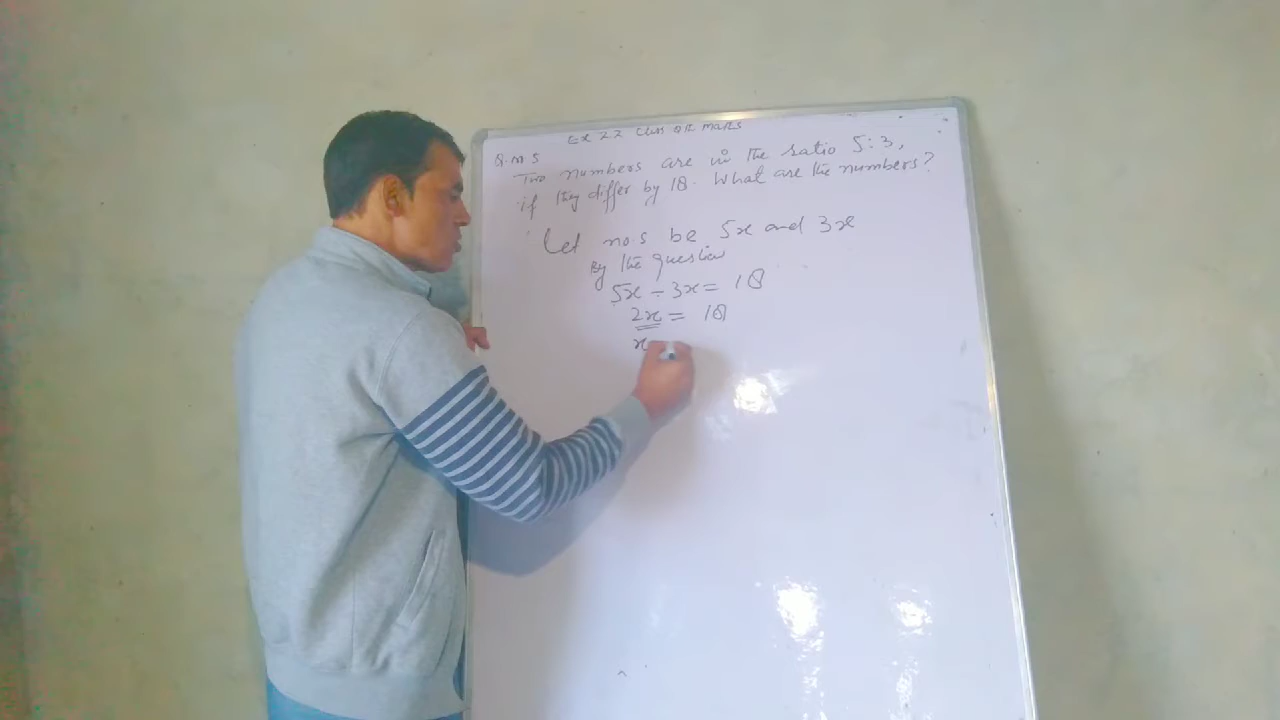 Ex 2.2 Class 8th Maths
Q.N 5
Two numbers are in the ratio 5:3,
if they differ by 18. What are the numbers?
Let no.s be 5x and 3x
By the question
5x - 3x = 18
2x = 18
x